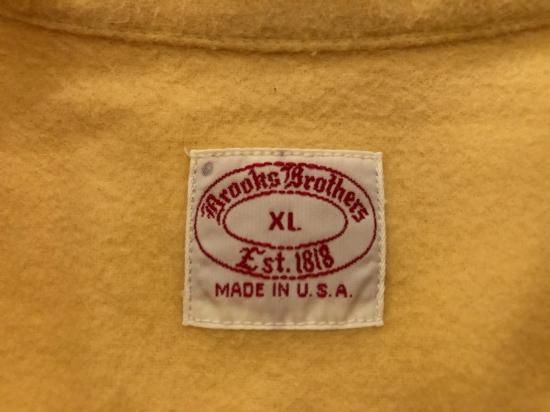 Brooks Brothers
XL
Est. 1818
MADE IN U.S.A.